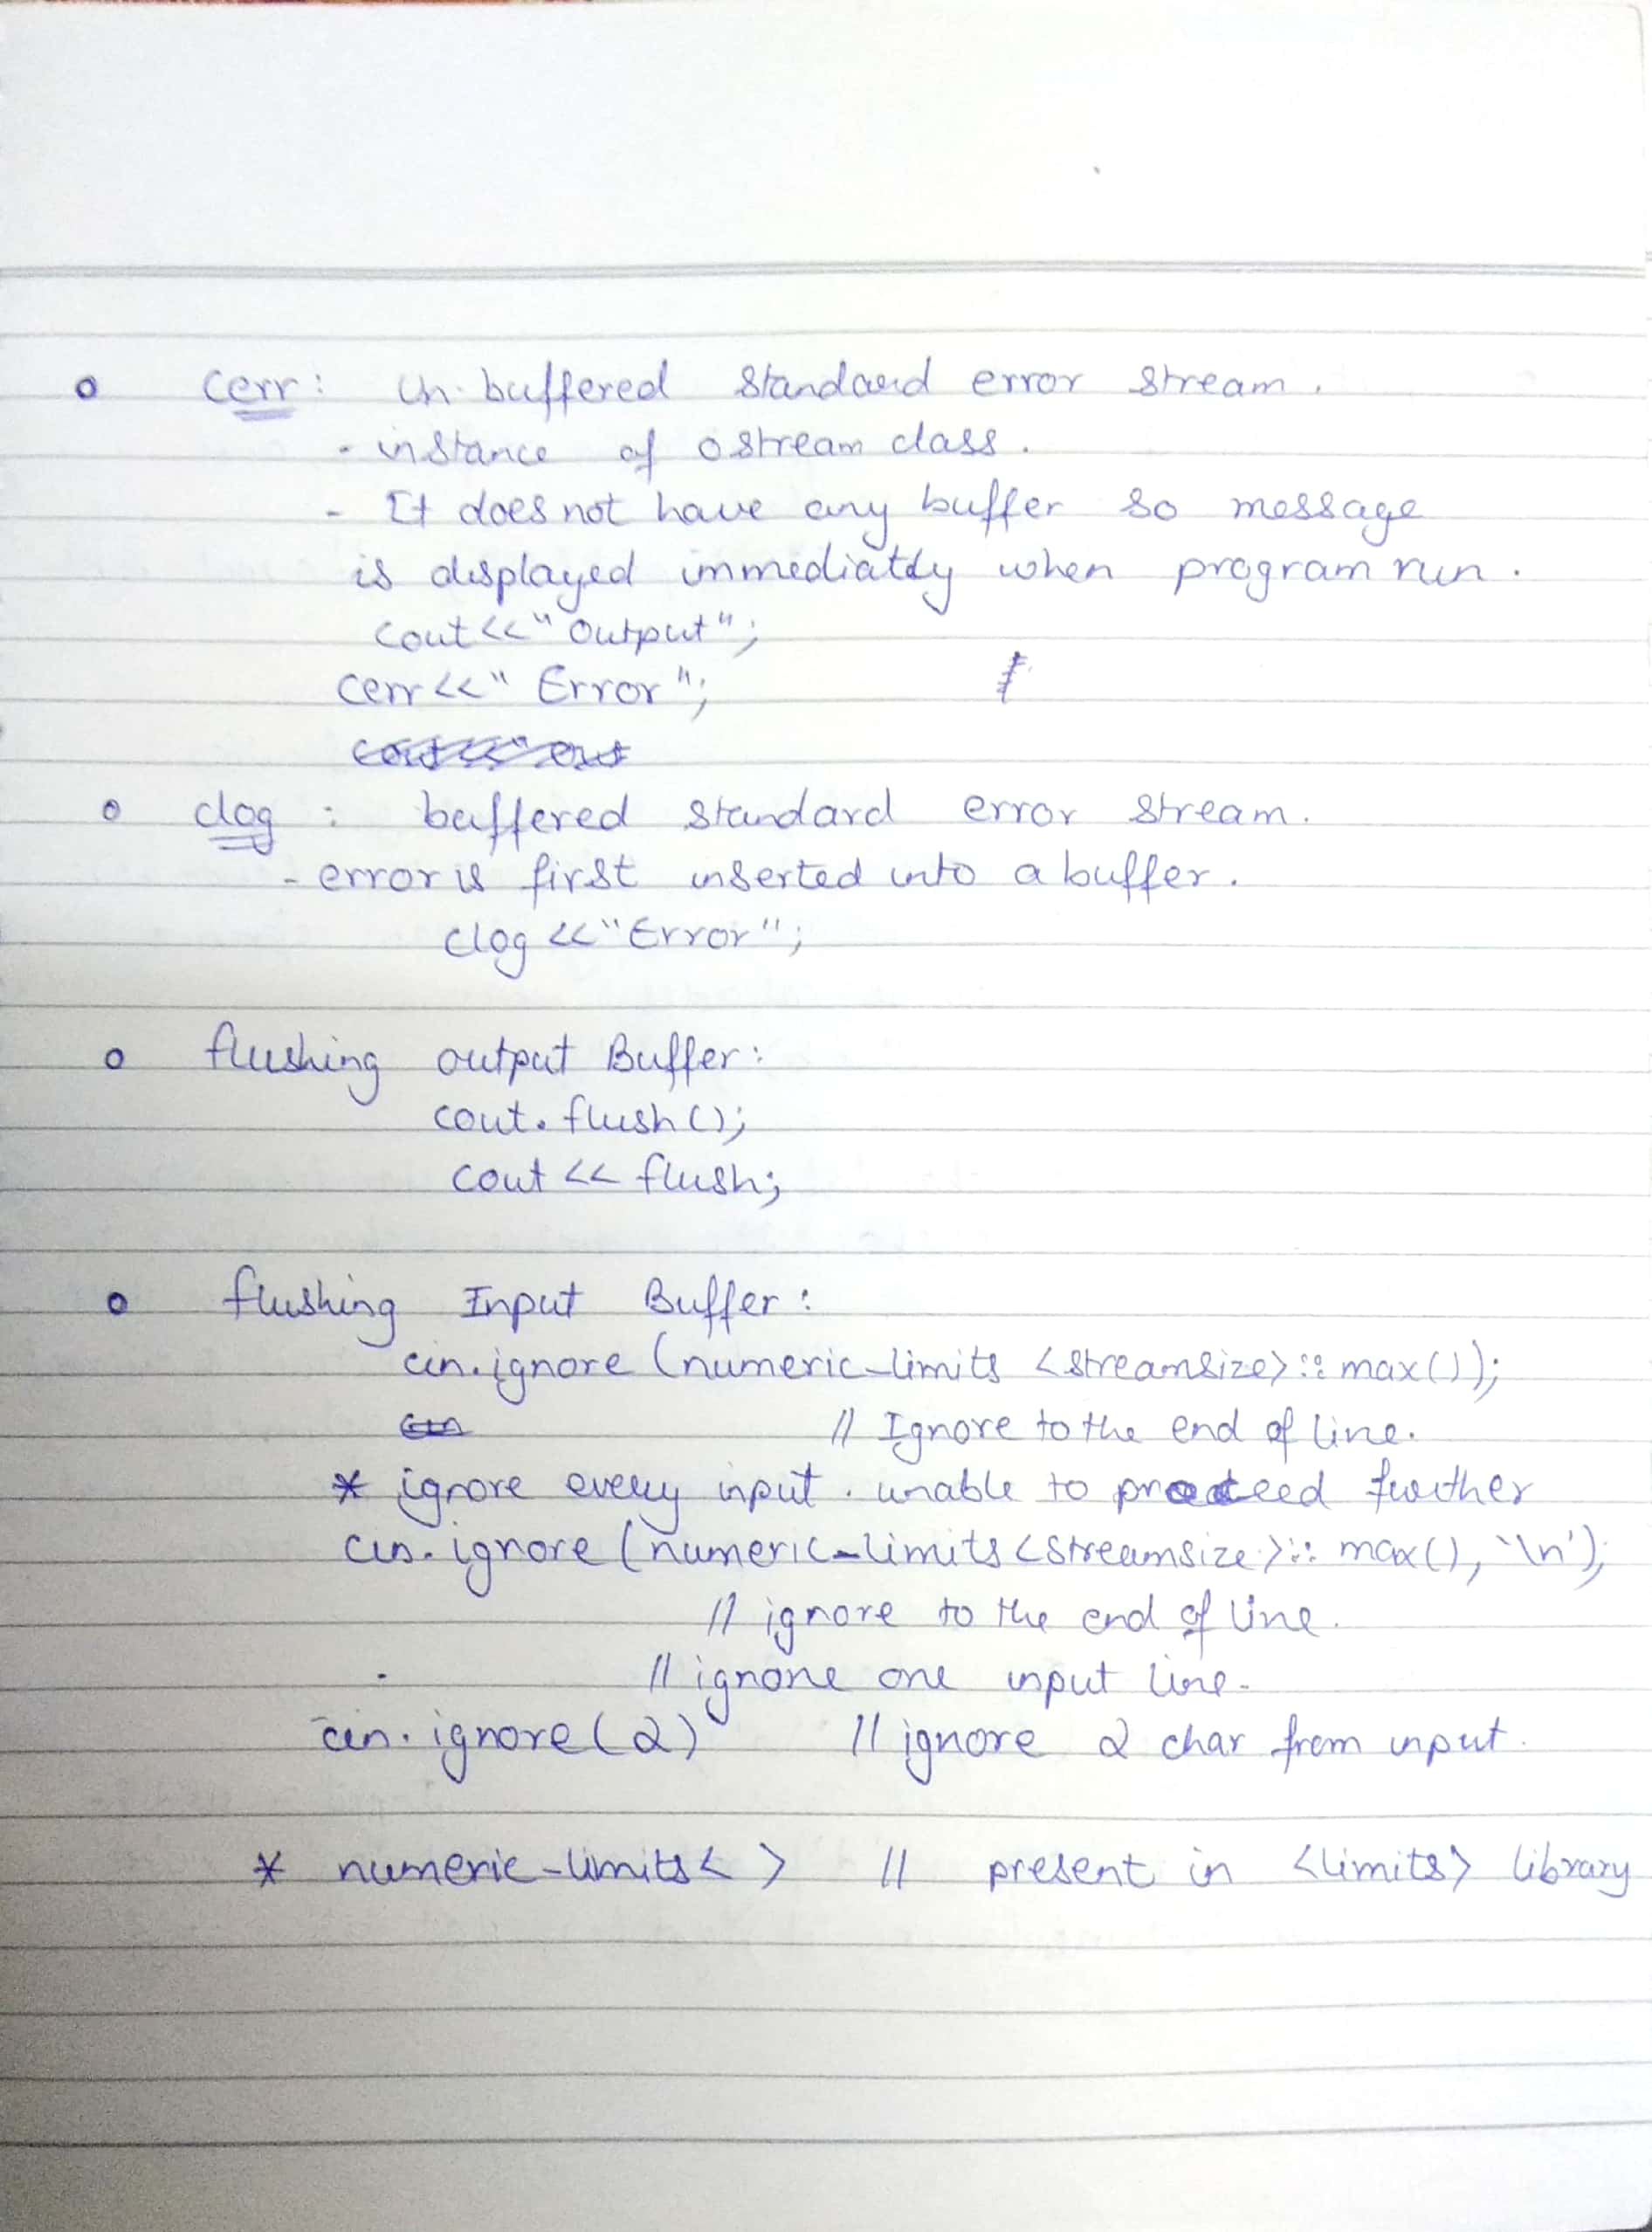 cerr : Un-buffered standard error stream.
- instance of ostream class.
- It does not have any buffer so message
is displayed immediatly when program run.
cout<<"Output";
cerr<<" Error";
clog : buffered standard error stream.
- error is first inserted into a buffer.
clog <<"Error";
flushing output Buffer:
cout.flush();
cout << flush;
flushing Input Buffer:
cin.ignore (numeric_limits <streamsize>::max());
// Ignore to the end of line.
* ignore every input. unable to proceed further
cin.ignore (numeric_limits<streamsize>:: max(), '\n');
// ignore to the end of line.
// ignore one input line.
cin.ignore(2) // ignore 2 char from input.
* numeric-limits< > // present in <limits> library